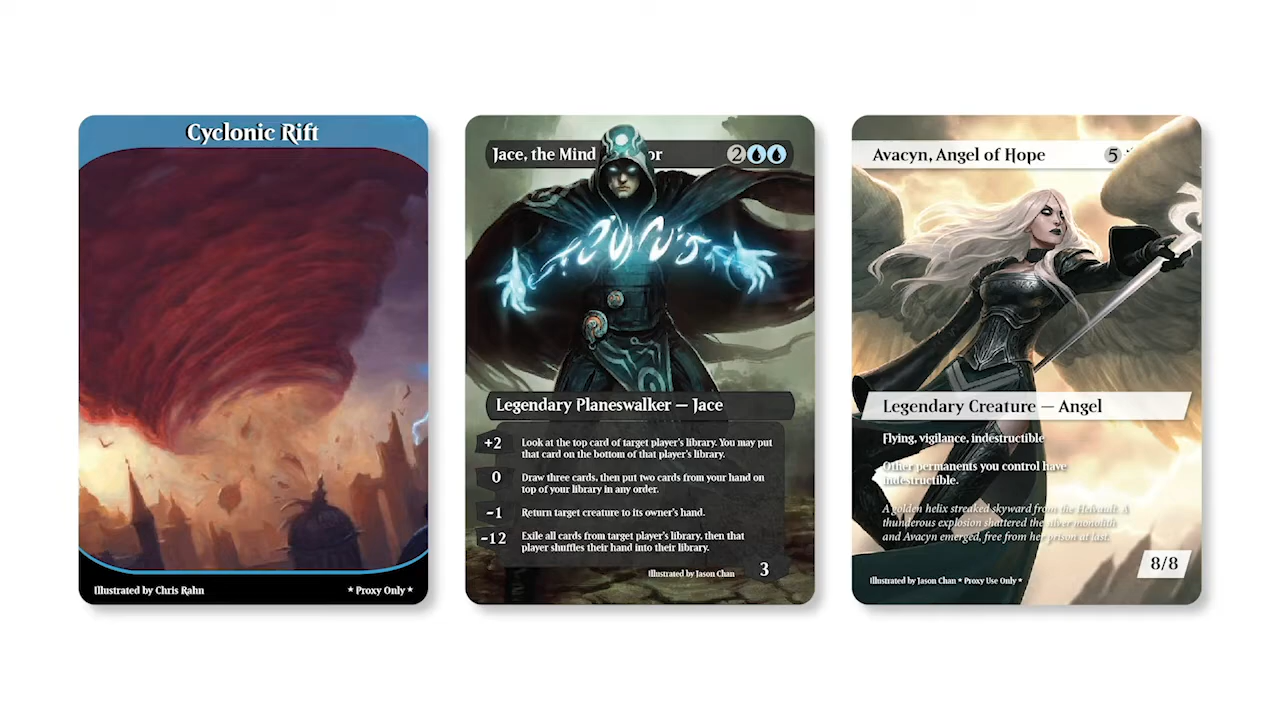 Cyclonic Rift
Illustrated by Chris Rahn
★ Proxy Only ★
Jace, the Mind or
2
Legendary Planeswalker — Jace
+2 Look at the top card of target player's library. You may put
that card on the bottom of that player's library.
0 Draw three cards, then put two cards from your hand on
top of your library in any order.
−1 Return target creature to its owner's hand.
−12 Exile all cards from target player's library, then that
player shuffles their hand into their library.
Illustrated by Jason Chan
3
Avacyn, Angel of Hope
5
Legendary Creature — Angel
Flying, vigilance, indestructible
Other permanents you control have
indestructible.
A golden helix streaked skyward from the Helvault. A
thunderous explosion shattered the silver monolith
and Avacyn emerged, free from her prison at last.
8/8
Illustrated by Jason Chan ★ Proxy Use Only ★